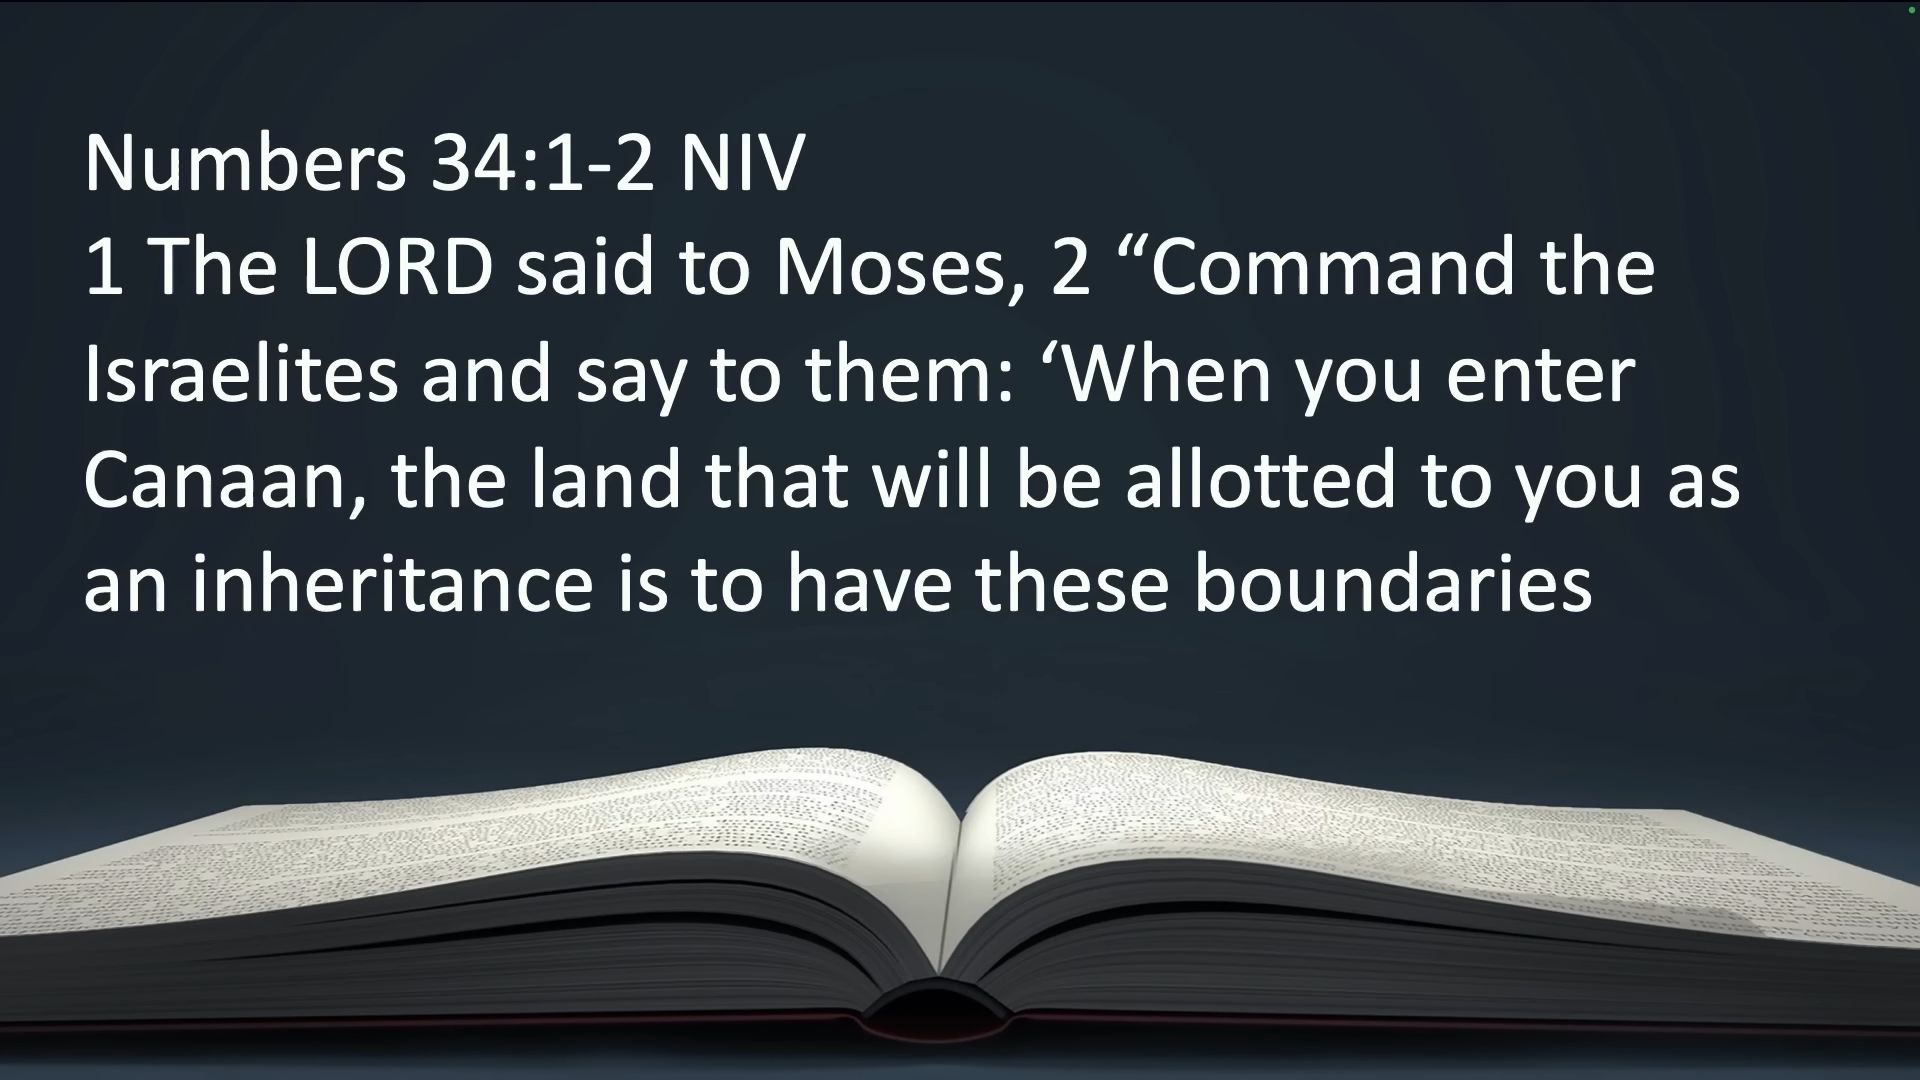 Numbers 34:1-2 NIV
1 The LORD said to Moses, 2 “Command the
Israelites and say to them: ‘When you enter
Canaan, the land that will be allotted to you as
an inheritance is to have these boundaries